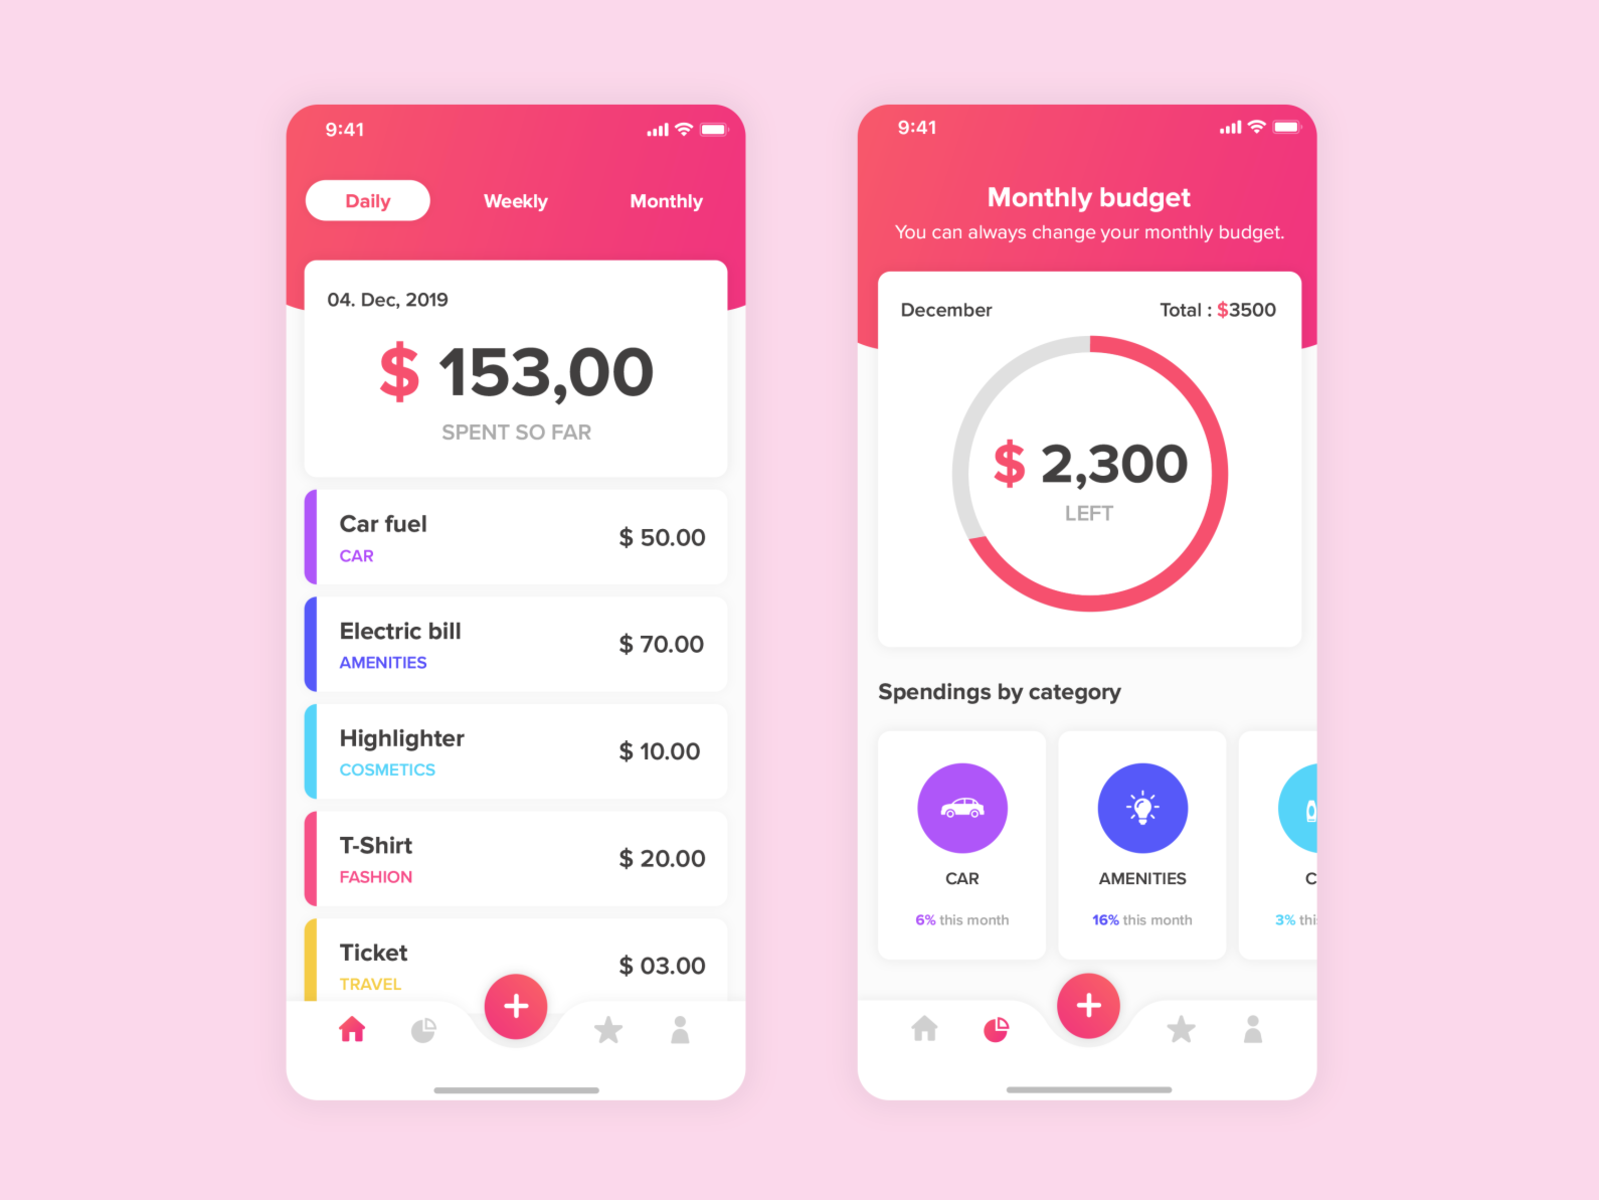 9:41
Daily Weekly Monthly
04. Dec, 2019
$ 153,00
SPENT SO FAR
Car fuel
CAR
$ 50.00
Electric bill
AMENITIES
$ 70.00
Highlighter
COSMETICS
$ 10.00
T-Shirt
FASHION
$ 20.00
Ticket
TRAVEL
$ 03.00
9:41
Monthly budget
You can always change your monthly budget.
December
Total : $3500
$ 2,300
LEFT
Spendings by category
CAR
6% this month
AMENITIES
16% this month
C
3% thi